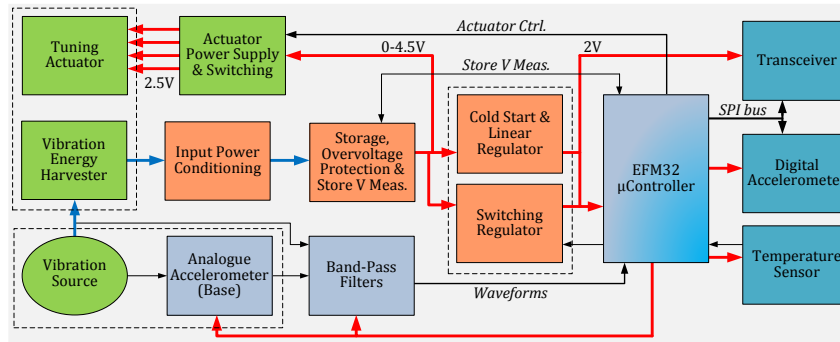 Tuning
Actuator
Actuator
Power Supply
& Switching
2.5V
0-4.5V
Actuator Ctrl.
2V
Store V Meas.
Transceiver
SPI bus
Vibration
Energy
Harvester
Input Power
Conditioning
Storage,
Overvoltage
Protection &
Store V Meas.
Cold Start &
Linear
Regulator
Switching
Regulator
EFM32
µController
Digital
Accelerometer
Vibration
Source
Analogue
Accelerometer
(Base)
Band-Pass
Filters
Waveforms
Temperature
Sensor